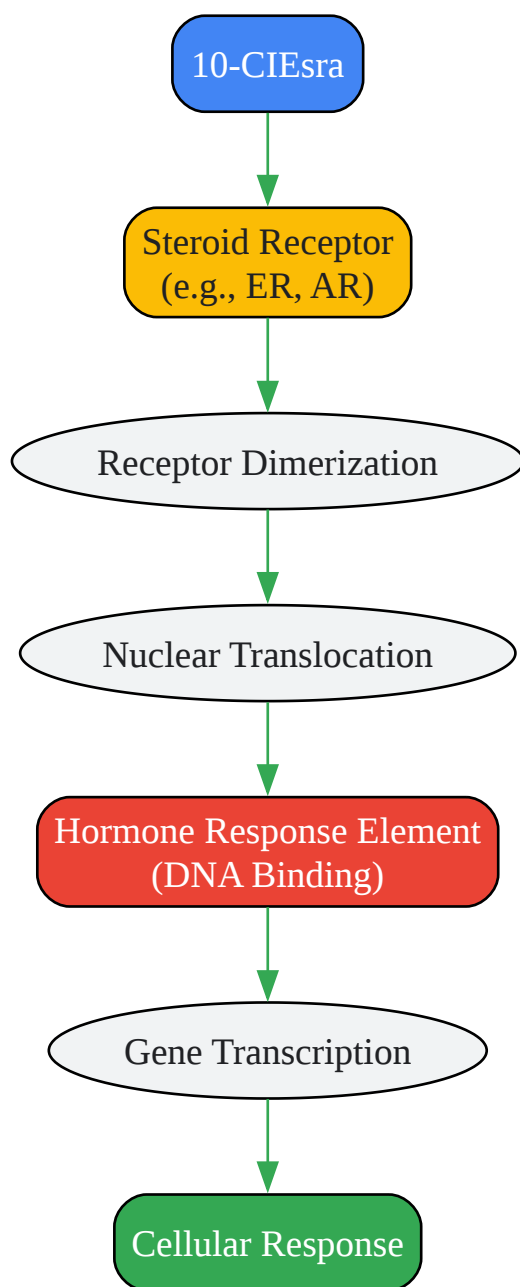 10-CIEsra
Steroid Receptor
(e.g., ER, AR)
Receptor Dimerization
Nuclear Translocation
Hormone Response Element
(DNA Binding)
Gene Transcription
Cellular Response